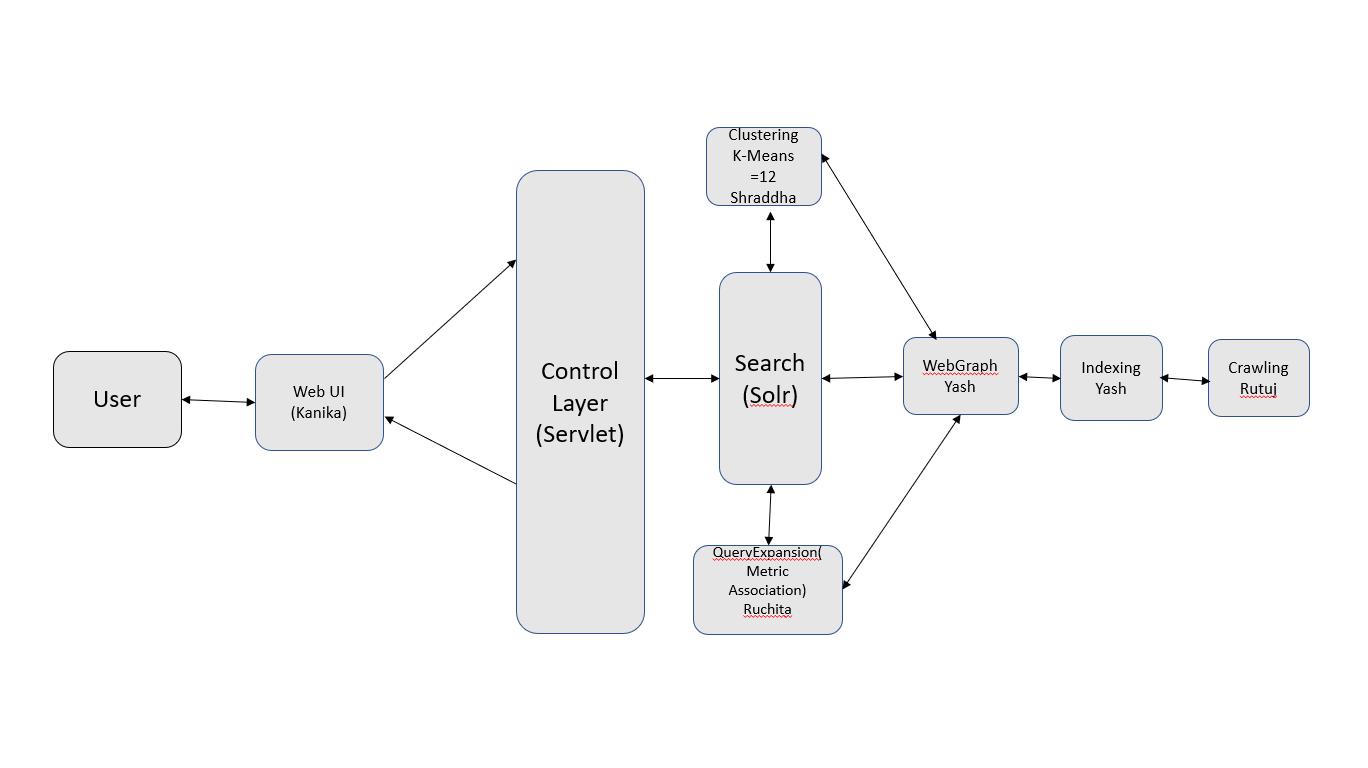 User
Web UI
(Kanika)
Control
Layer
(Servlet)
Clustering
K-Means
=12
Shraddha
Search
(Solr)
QueryExpansion(
Metric
Association)
Ruchita
WebGraph
Yash
Indexing
Yash
Crawling
Rutuj